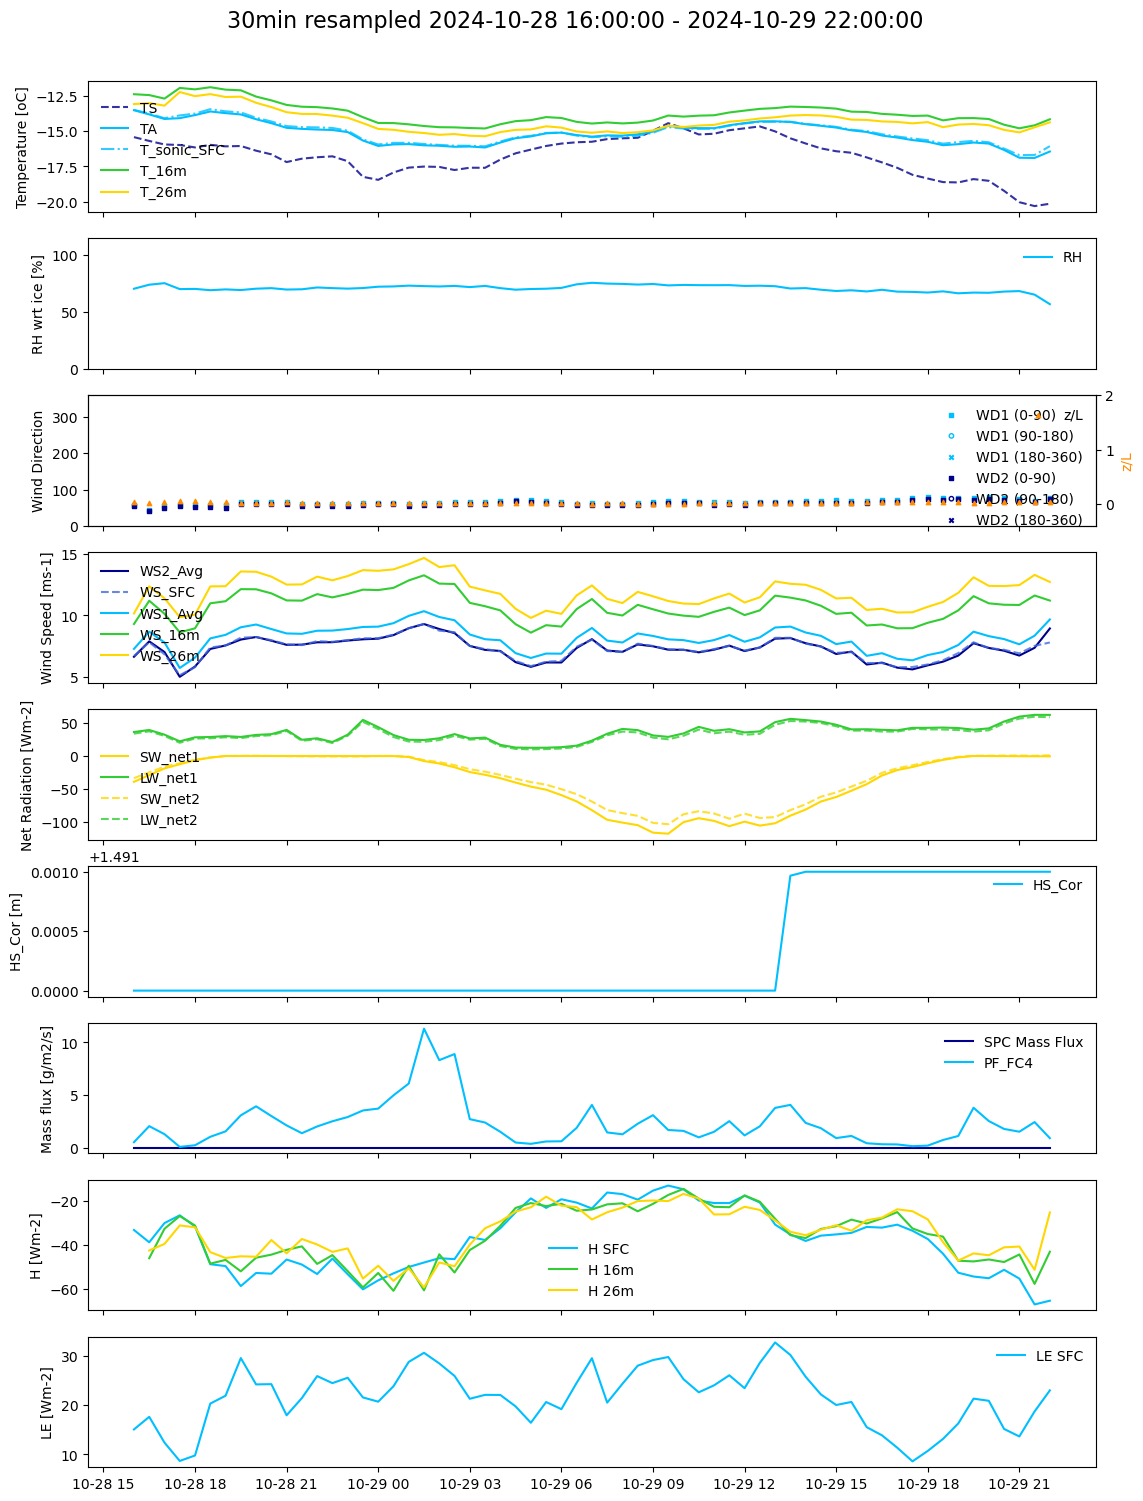 30min resampled 2024-10-28 16:00:00 - 2024-10-29 22:00:00
Temperature [oC]
−12.5
−15.0
−17.5
−20.0
TS
TA
T_sonic_SFC
T_16m
T_26m
RH wrt ice [%]
100
50
0
RH
Wind Direction
300
200
100
0
WD1 (0-90)
WD1 (90-180)
WD1 (180-360)
WD2 (0-90)
WD2 (90-180)
WD2 (180-360)
z/L
2
1
0
z/L
Wind Speed [ms-1]
15
10
5
WS2_Avg
WS_SFC
WS1_Avg
WS_16m
WS_26m
Net Radiation [Wm-2]
50
0
−50
−100
SW_net1
LW_net1
SW_net2
LW_net2
+1.491
HS_Cor [m]
0.0010
0.0005
0.0000
HS_Cor
Mass flux [g/m2/s]
10
5
0
SPC Mass Flux
PF_FC4
H [Wm-2]
−20
−40
−60
H SFC
H 16m
H 26m
LE [Wm-2]
30
20
10
LE SFC
10-28 15 10-28 18 10-28 21 10-29 00 10-29 03 10-29 06 10-29 09 10-29 12 10-29 15 10-29 18 10-29 21